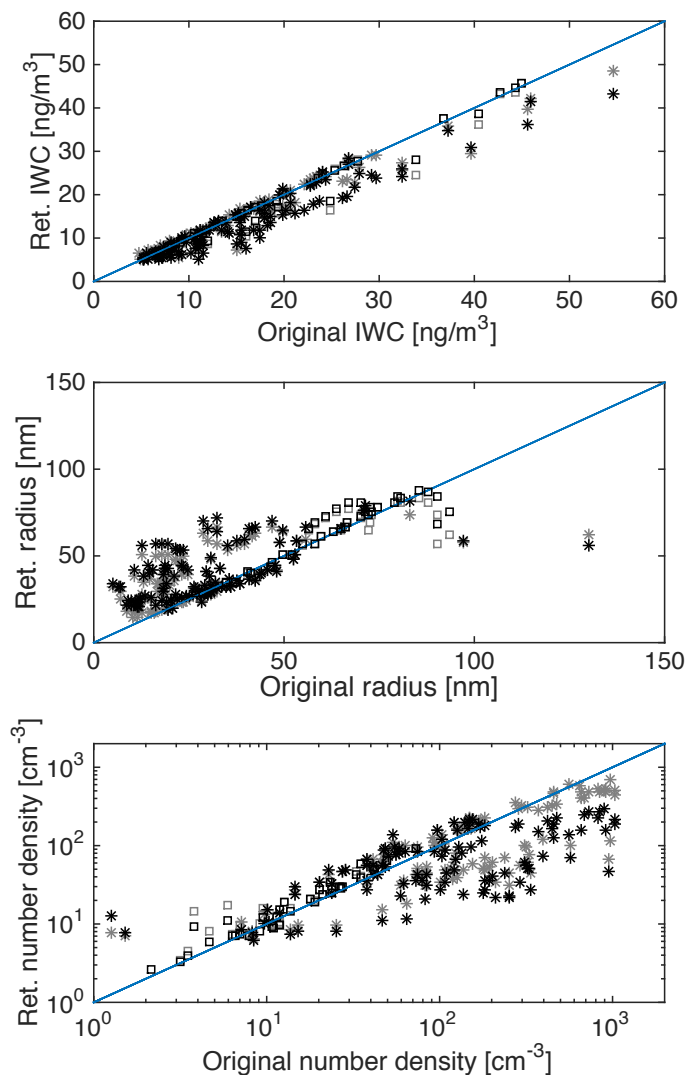 60
50
40
30
20
10
0
Ret. IWC [ng/m³]
0 10 20 30 40 50 60
Original IWC [ng/m³]
150
100
50
0
Ret. radius [nm]
0 50 100 150
Original radius [nm]
10³
10²
10¹
10⁰
Ret. number density [cm⁻³]
10⁰ 10¹ 10² 10³
Original number density [cm⁻³]